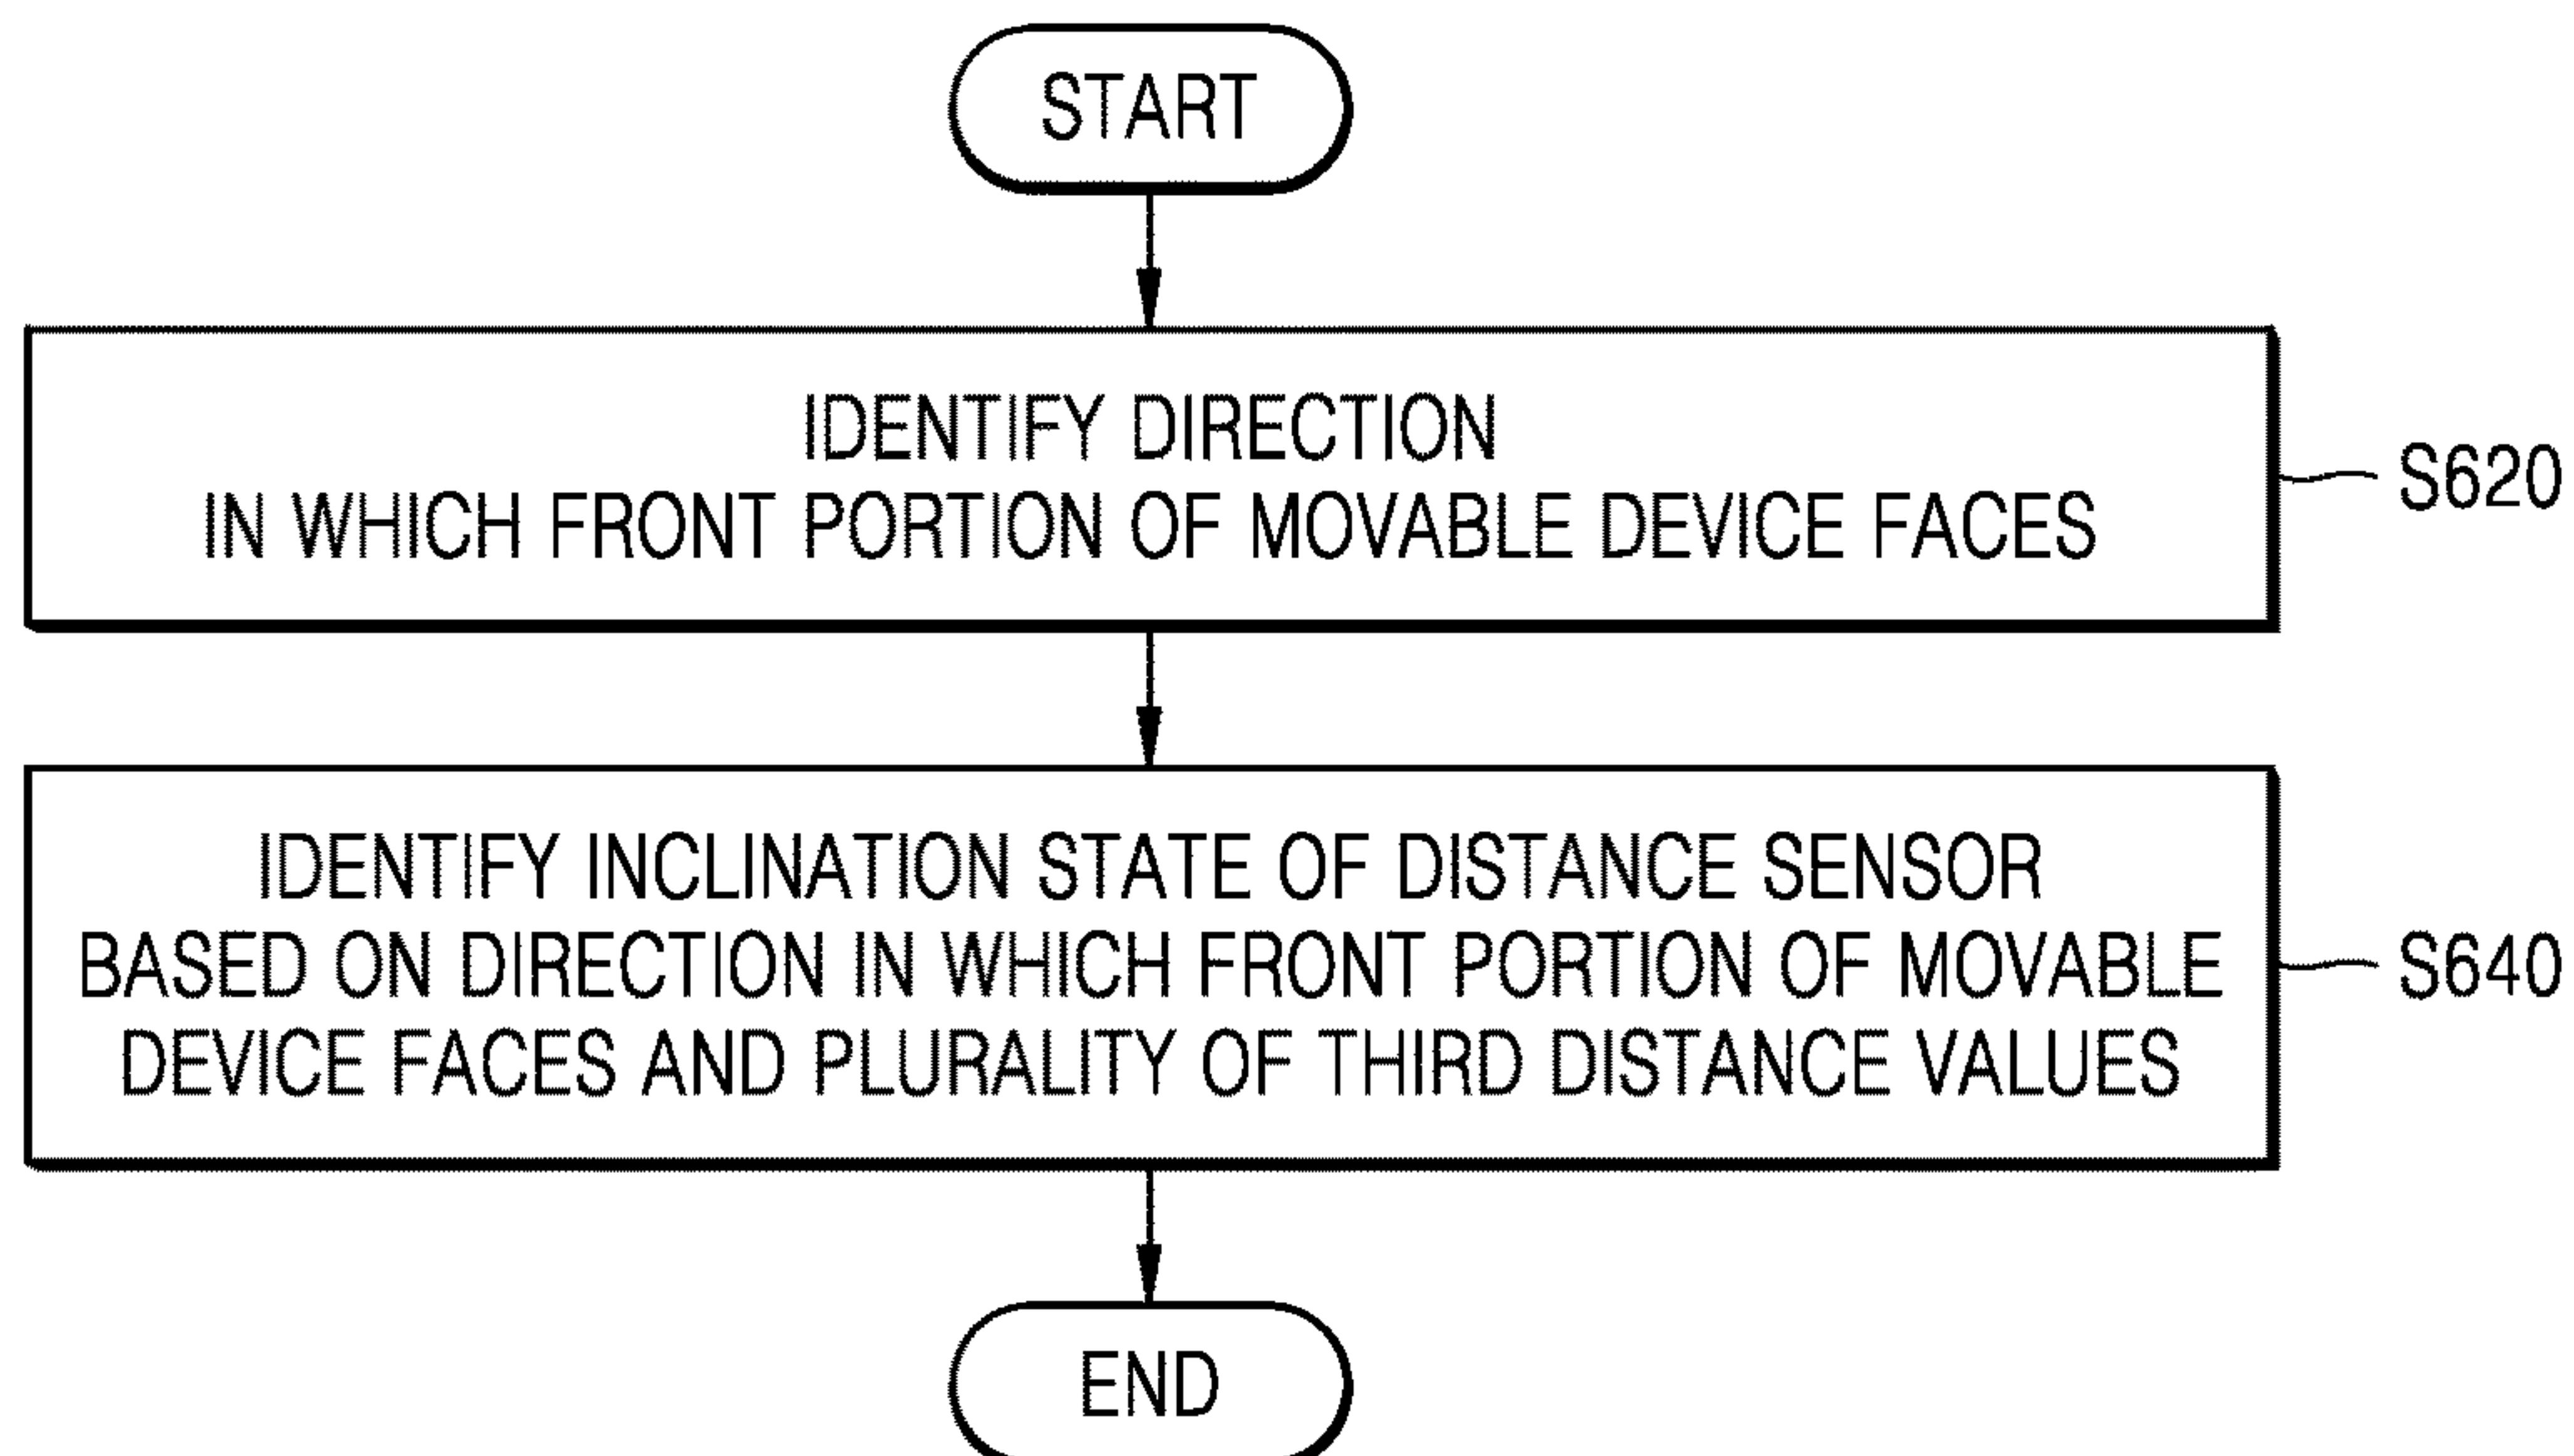 START
IDENTIFY DIRECTION
IN WHICH FRONT PORTION OF MOVABLE DEVICE FACES
S620
IDENTIFY INCLINATION STATE OF DISTANCE SENSOR
BASED ON DIRECTION IN WHICH FRONT PORTION OF MOVABLE
DEVICE FACES AND PLURALITY OF THIRD DISTANCE VALUES
S640
END